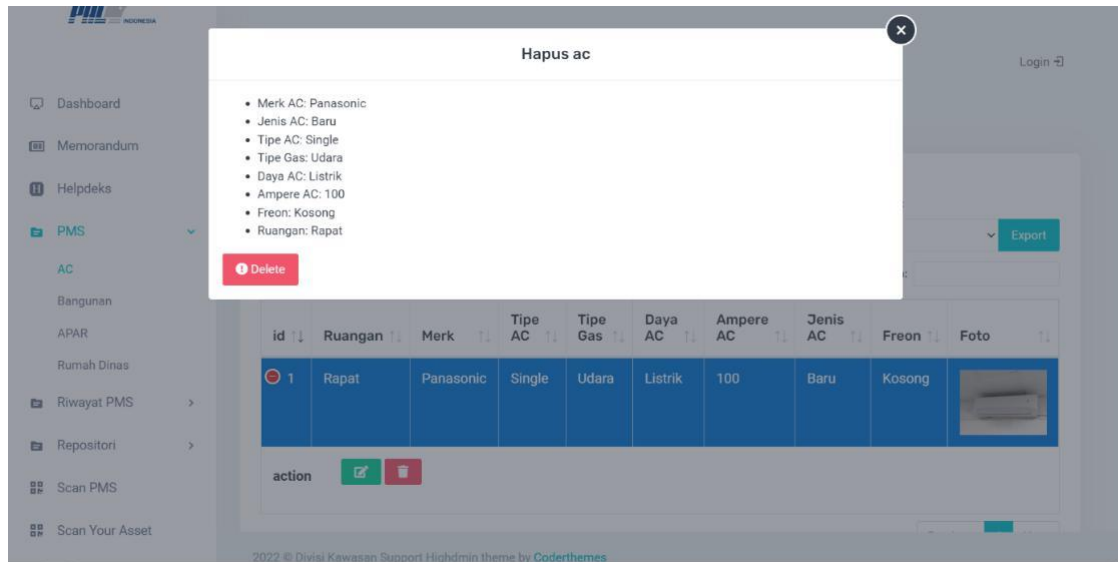 INDONESIA
Hapus ac
Login
Dashboard
Memorandum
Helpdeks
PMS
AC
Bangunan
APAR
Rumah Dinas
Riwayat PMS
Repositori
Scan PMS
Scan Your Asset
Merk AC: Panasonic
Jenis AC: Baru
Tipe AC: Single
Tipe Gas: Udara
Daya AC: Listrik
Ampere AC: 100
Freon: Kosong
Ruangan: Rapat
Delete
Export
id Ruangan Merk Tipe AC Tipe Gas Daya AC Ampere AC Jenis AC Freon Foto
1 Rapat Panasonic Single Udara Listrik 100 Baru Kosong
action
2022 © Divisi Kawasan Support Highdmin theme by Coderthemes